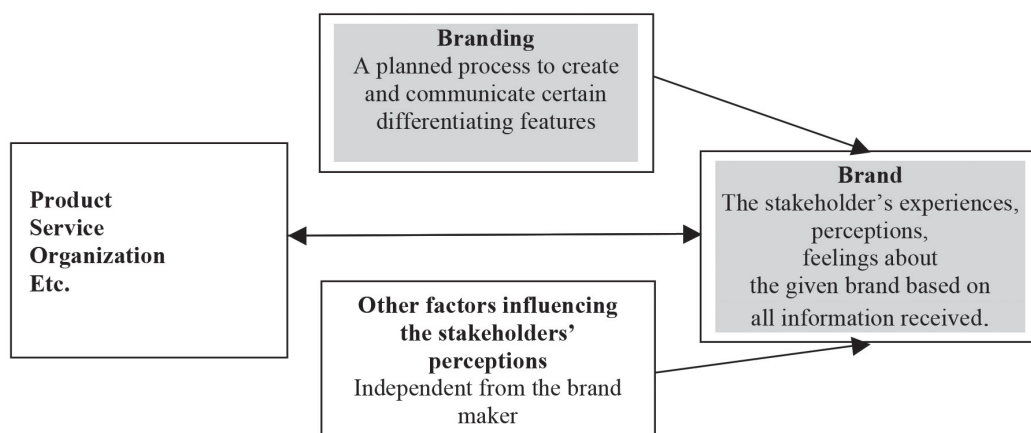 Branding
A planned process to create
and communicate certain
differentiating features
Product
Service
Organization
Etc.
Brand
The stakeholder’s experiences,
perceptions,
feelings about
the given brand based on
all information received.
Other factors influencing
the stakeholders’
perceptions
Independent from the brand
maker